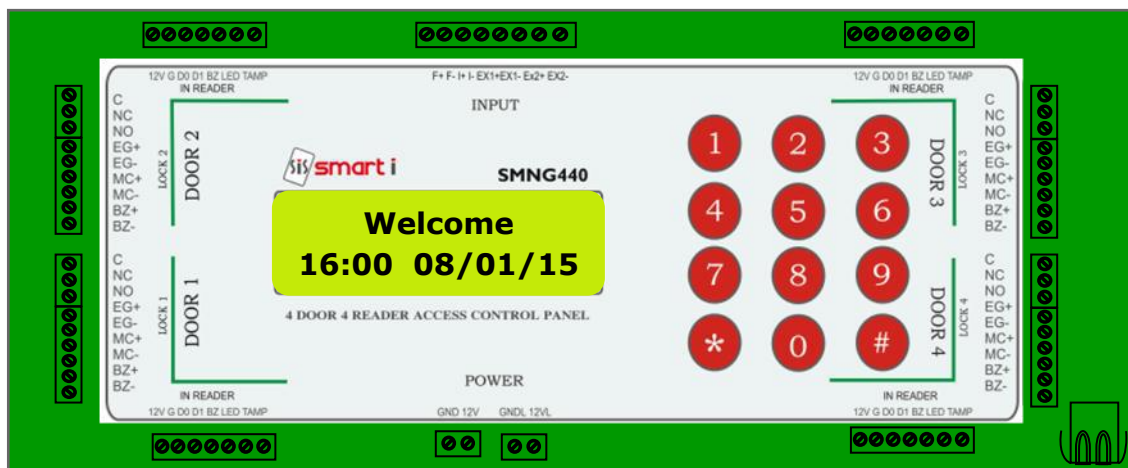 12V G D0 D1 BZ LED TAMP
IN READER
F+ F- I+ I- EX1+EX1- Ex2+ EX2-
INPUT
12V G D0 D1 BZ LED TAMP
IN READER
C
NC
NO
EG+
EG-
MC+
MC-
BZ+
BZ-
LOCK 2
DOOR 2
C
NC
NO
EG+
EG-
MC+
MC-
BZ+
BZ-
LOCK 1
DOOR 1
SiS smart i
SMNG440
Welcome
16:00 08/01/15
4 DOOR 4 READER ACCESS CONTROL PANEL
1 2 3
4 5 6
7 8 9
* 0 #
DOOR 3
LOCK 3
C
NC
NO
EG+
EG-
MC+
MC-
BZ+
BZ-
DOOR 4
LOCK 4
C
NC
NO
EG+
EG-
MC+
MC-
BZ+
BZ-
IN READER
12V G D0 D1 BZ LED TAMP
POWER
GND 12V GNDL 12VL
IN READER
12V G D0 D1 BZ LED TAMP